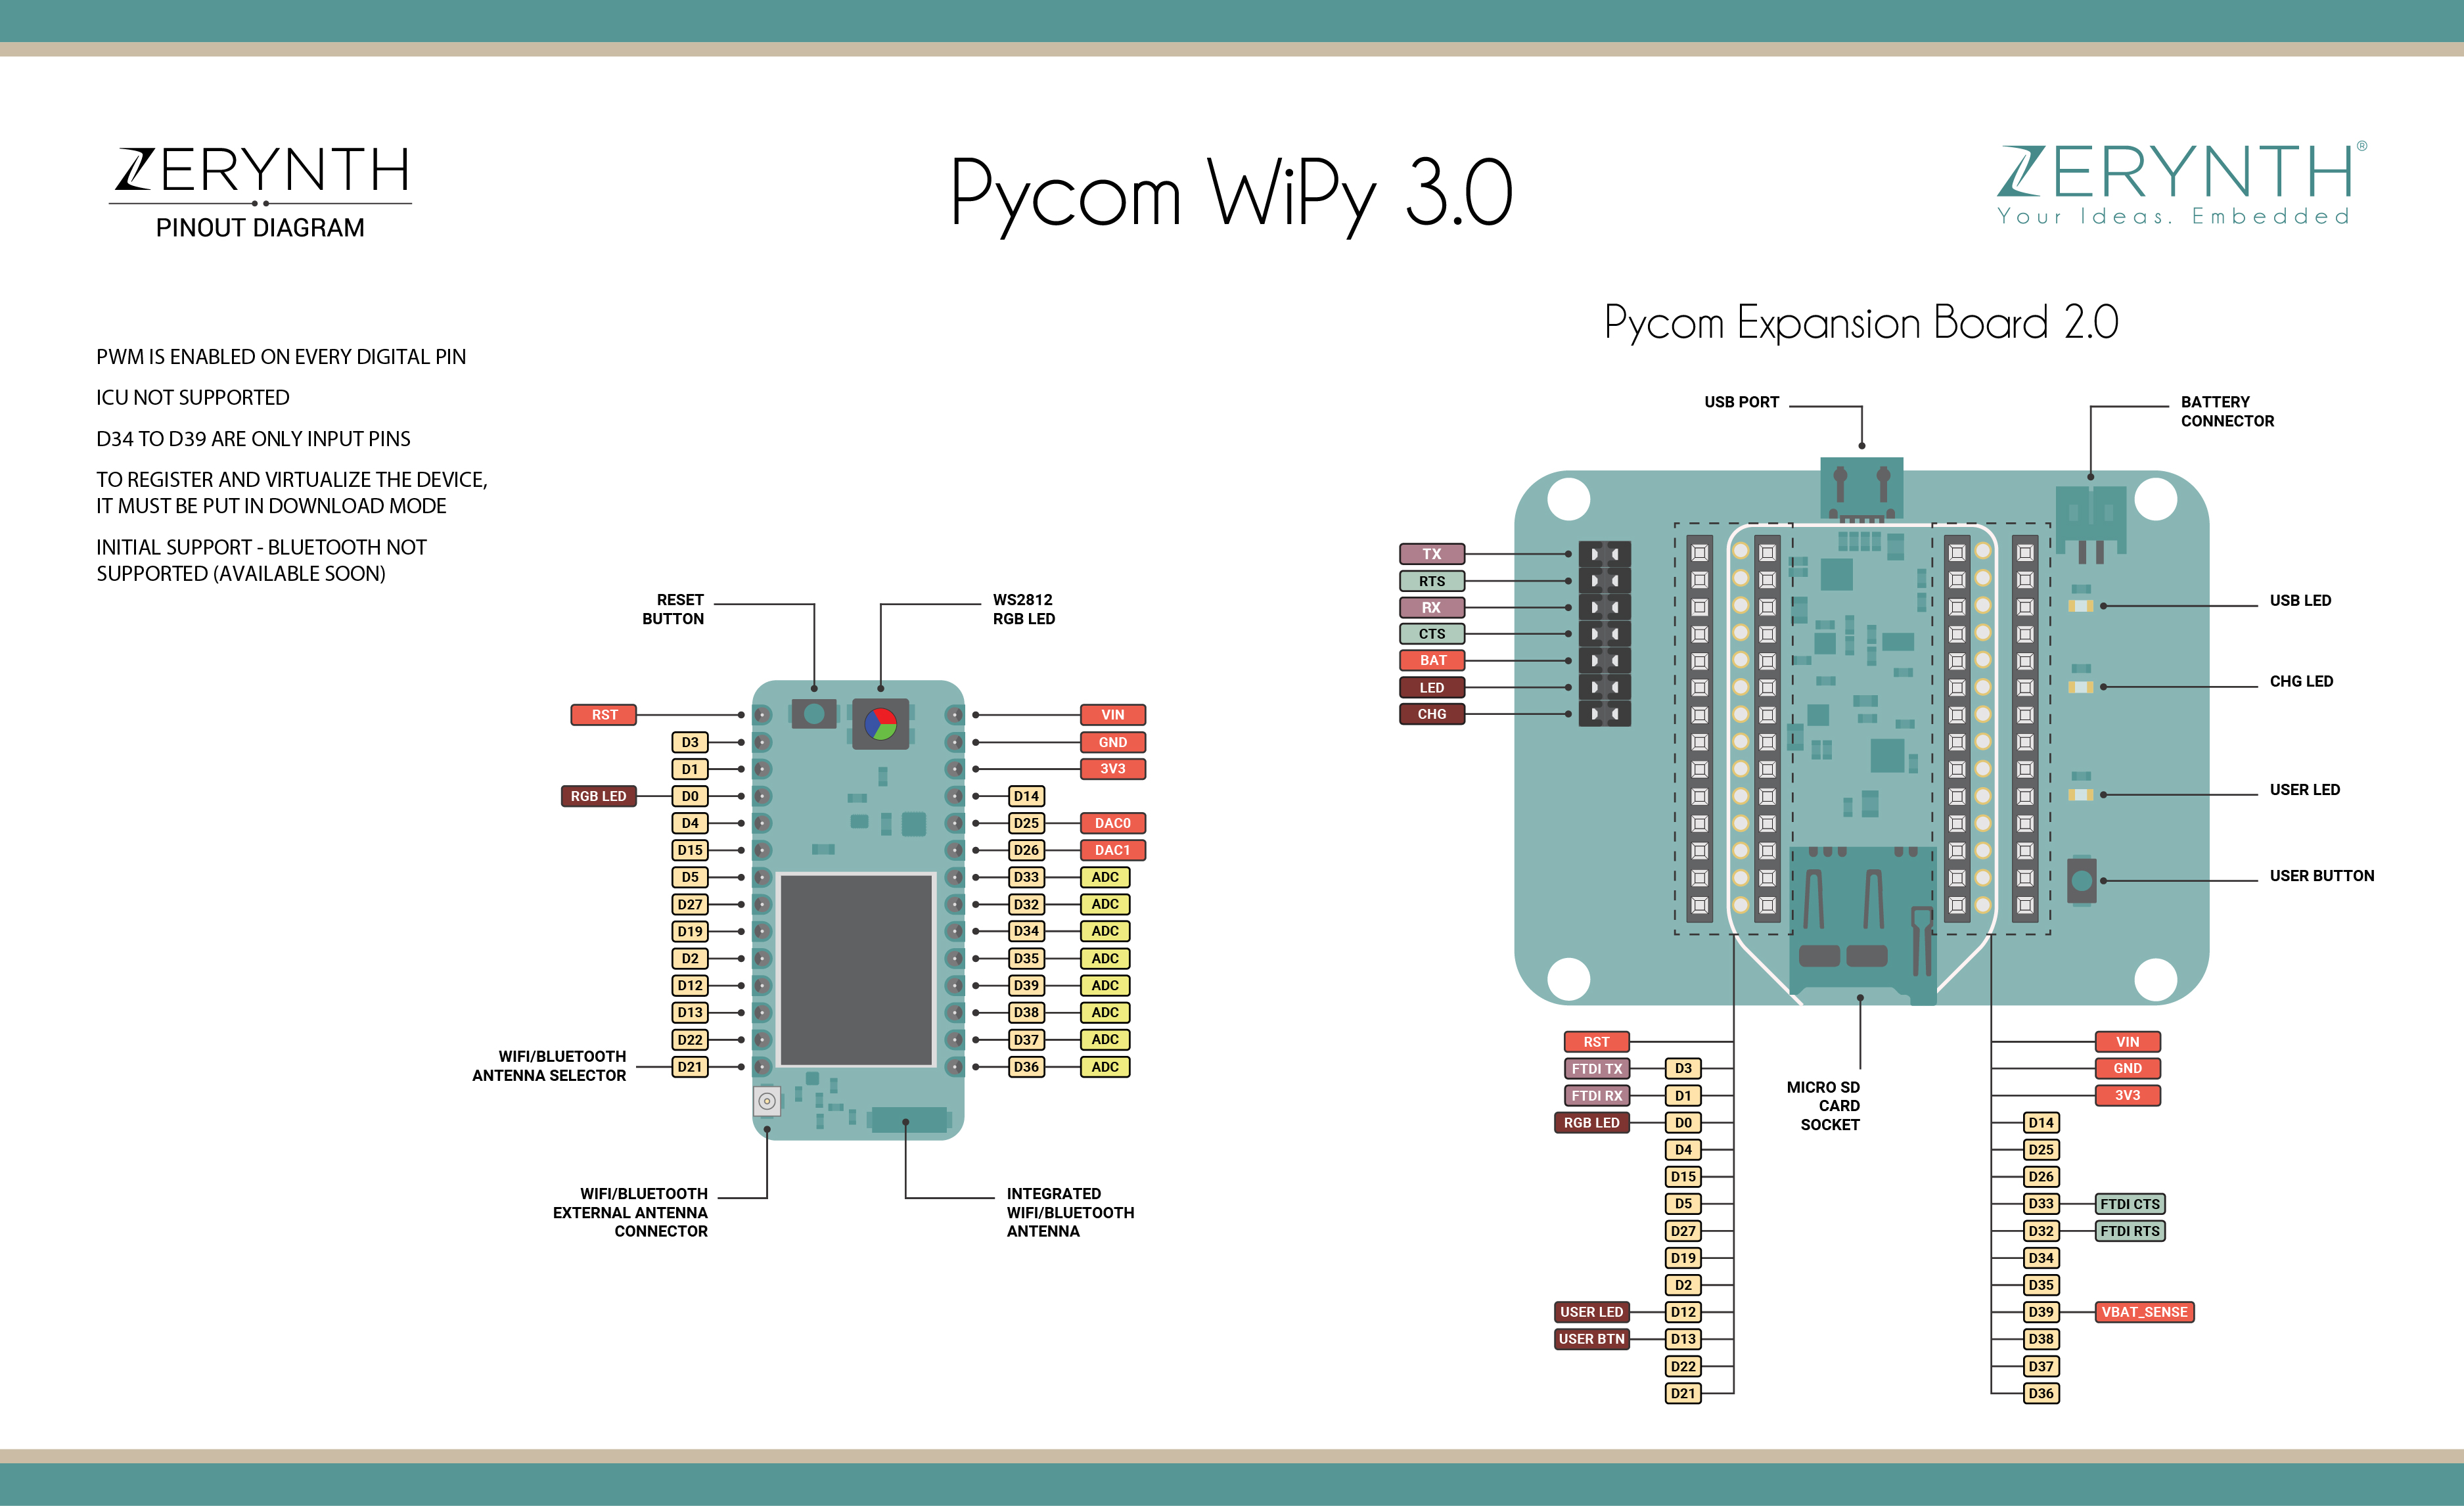 ZERYNTH
PINOUT DIAGRAM
Pycom WiPy 3.0
ZERYNTH®
Your Ideas. Embedded
PWM IS ENABLED ON EVERY DIGITAL PIN
ICU NOT SUPPORTED
D34 TO D39 ARE ONLY INPUT PINS
TO REGISTER AND VIRTUALIZE THE DEVICE,
IT MUST BE PUT IN DOWNLOAD MODE
INITIAL SUPPORT - BLUETOOTH NOT
SUPPORTED (AVAILABLE SOON)
RESET
BUTTON
WS2812
RGB LED
RST
D3
D1
RGB LED D0
D4
D15
D5
D27
D19
D2
D12
D13
D22
WIFI/BLUETOOTH
ANTENNA SELECTOR
D21
VIN
GND
3V3
D14
D25 DAC0
D26 DAC1
D33 ADC
D32 ADC
D34 ADC
D35 ADC
D39 ADC
D38 ADC
D37 ADC
D36 ADC
WIFI/BLUETOOTH
EXTERNAL ANTENNA
CONNECTOR
INTEGRATED
WIFI/BLUETOOTH
ANTENNA
Pycom Expansion Board 2.0
USB PORT
BATTERY
CONNECTOR
TX
RTS
RX
CTS
BAT
LED
CHG
USB LED
CHG LED
USER LED
USER BUTTON
MICRO SD
CARD
SOCKET
RST
FTDI TX D3
FTDI RX D1
RGB LED D0
D4
D15
D5
D27
D19
D2
USER LED D12
USER BTN D13
D22
D21
VIN
GND
3V3
D14
D25
D26
D33 FTDI CTS
D32 FTDI RTS
D34
D35
D39 VBAT_SENSE
D38
D37
D36